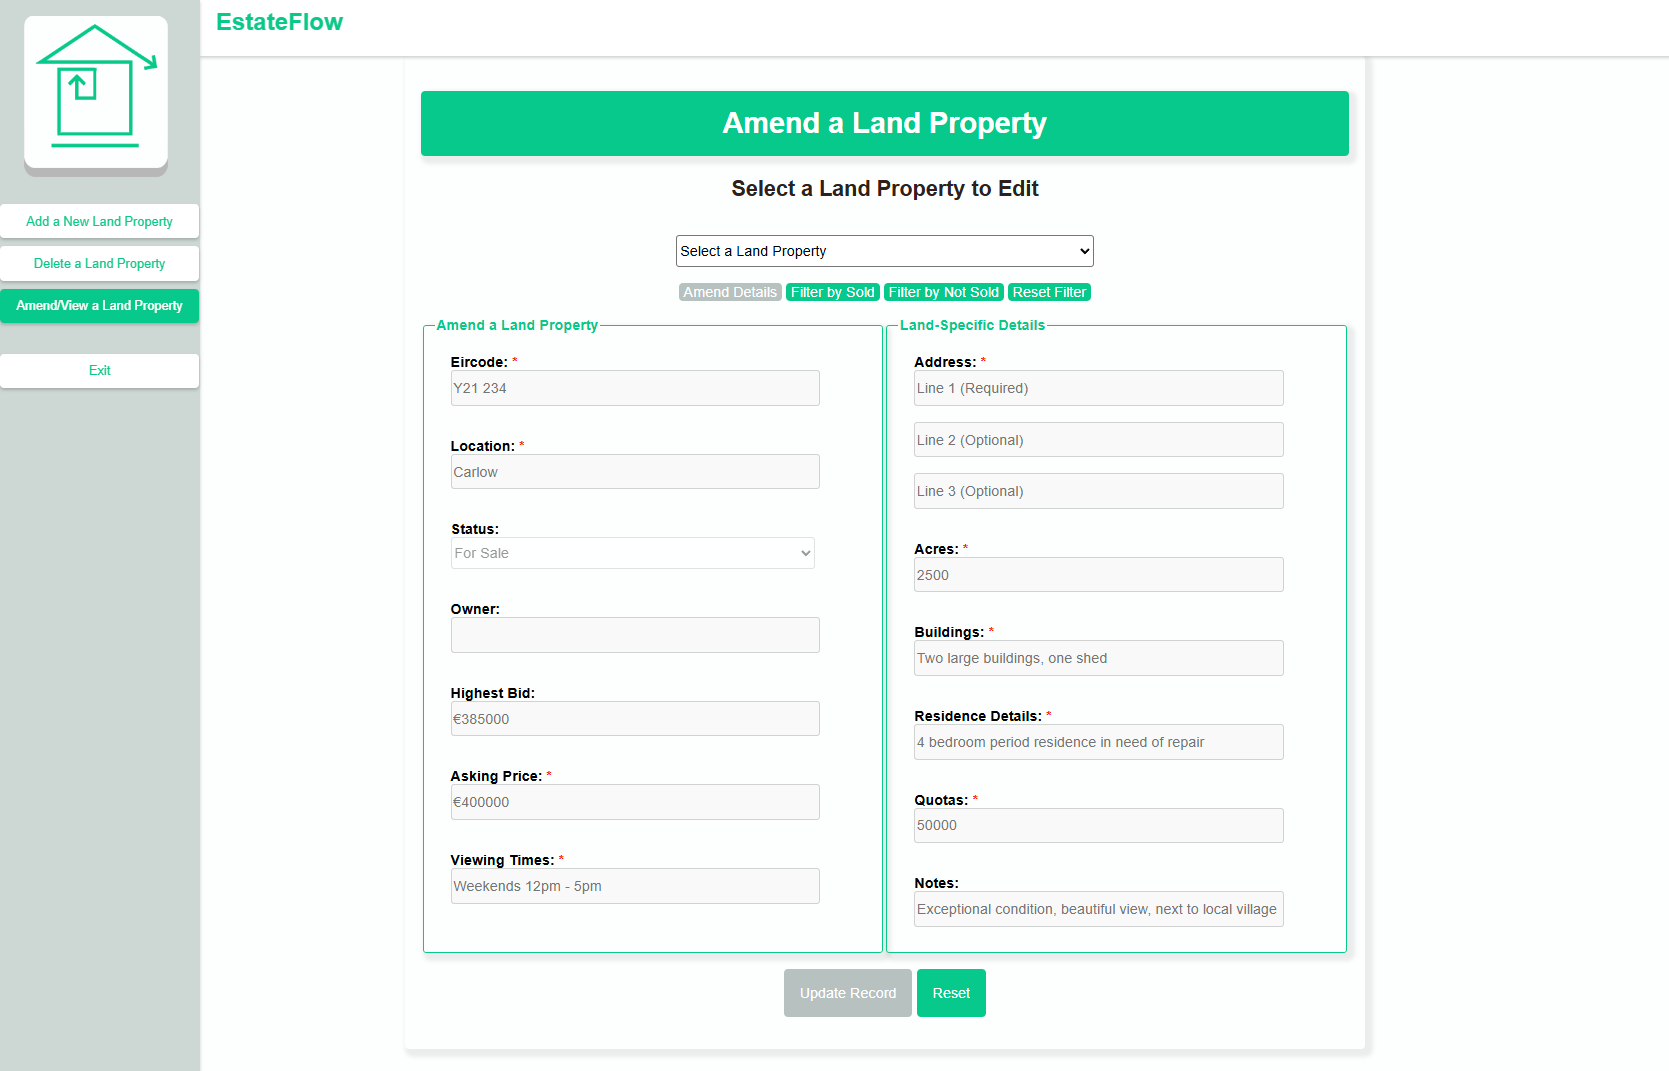 EstateFlow
Add a New Land Property
Delete a Land Property
Amend/View a Land Property
Exit
Amend a Land Property
Select a Land Property to Edit
Select a Land Property
Amend Details Filter by Sold Filter by Not Sold Reset Filter
Amend a Land Property
Eircode: *
Y21 234
Location: *
Carlow
Status:
For Sale
Owner:
Highest Bid:
€385000
Asking Price: *
€400000
Viewing Times: *
Weekends 12pm - 5pm
Land-Specific Details
Address: *
Line 1 (Required)
Line 2 (Optional)
Line 3 (Optional)
Acres: *
2500
Buildings: *
Two large buildings, one shed
Residence Details: *
4 bedroom period residence in need of repair
Quotas: *
50000
Notes:
Exceptional condition, beautiful view, next to local village
Update Record Reset